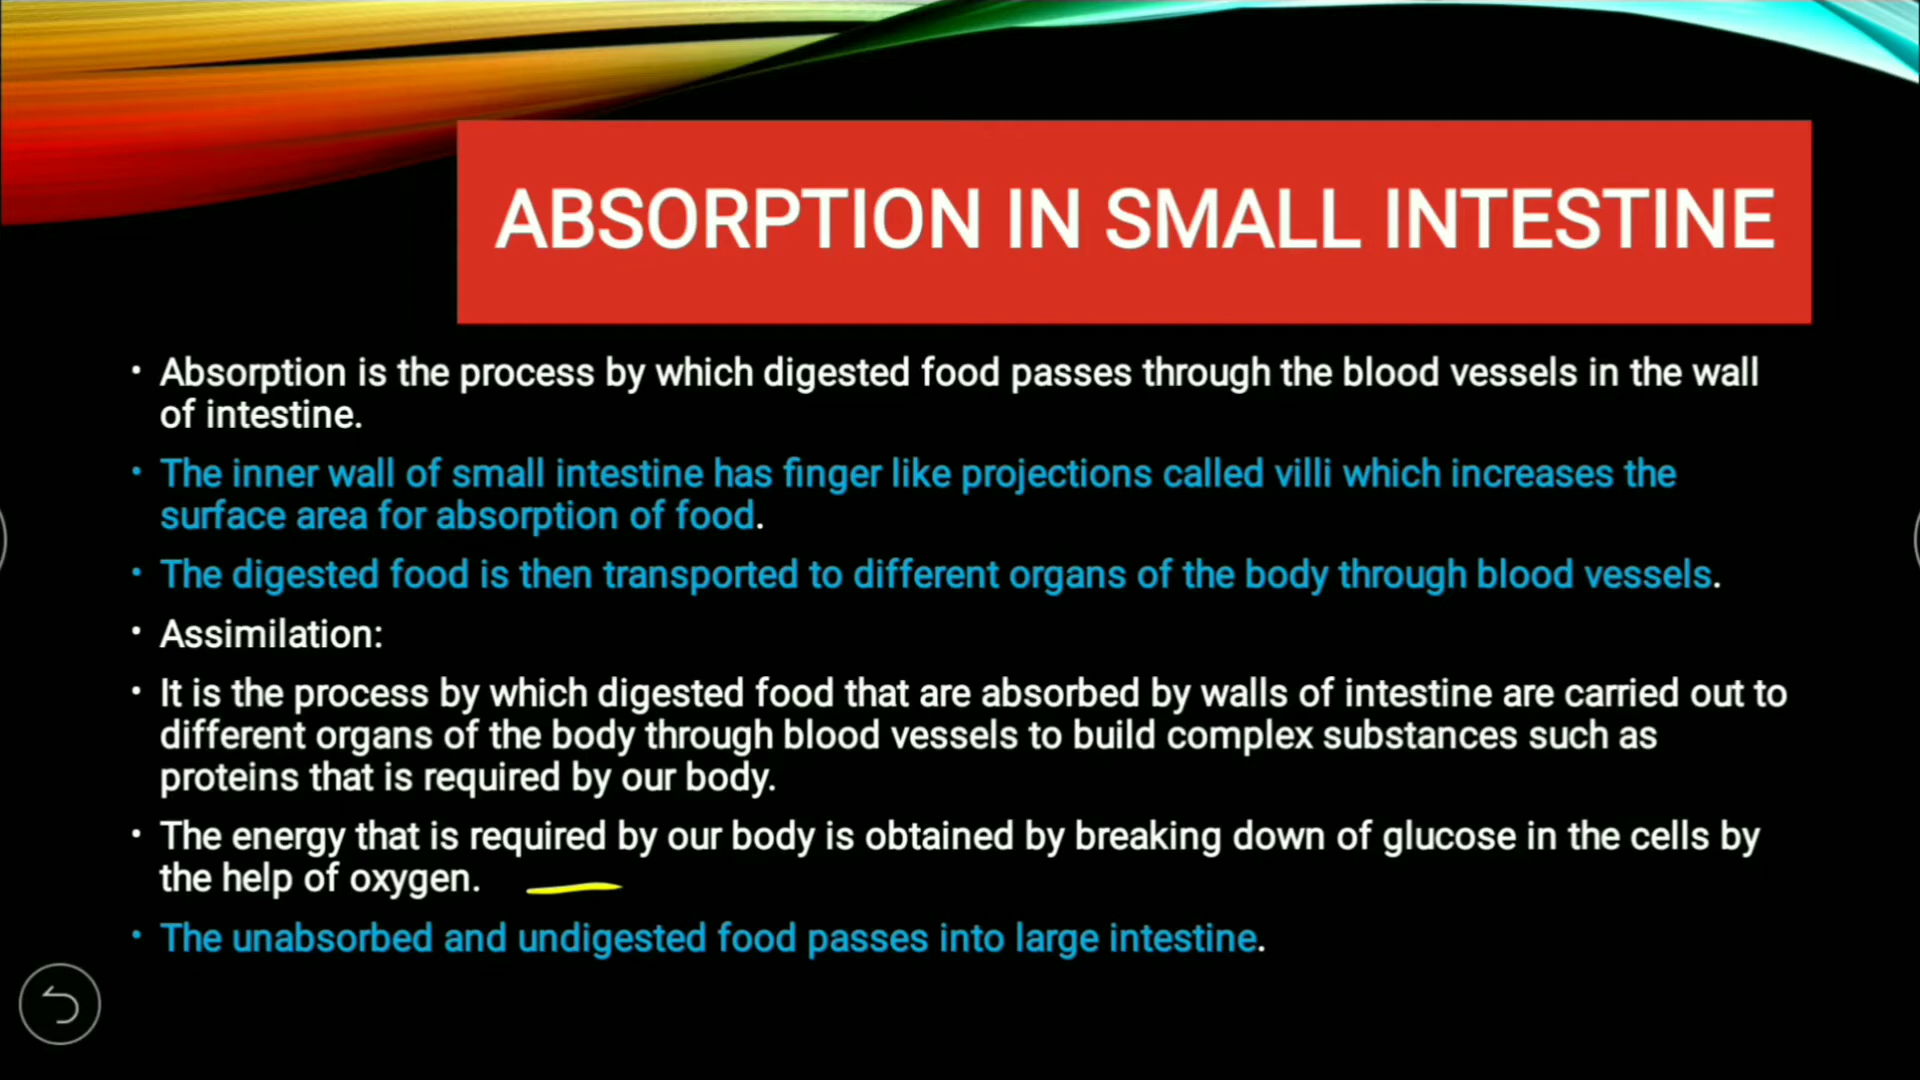 ABSORPTION IN SMALL INTESTINE
• Absorption is the process by which digested food passes through the blood vessels in the wall
of intestine.
• The inner wall of small intestine has finger like projections called villi which increases the
surface area for absorption of food.
• The digested food is then transported to different organs of the body through blood vessels.
• Assimilation:
• It is the process by which digested food that are absorbed by walls of intestine are carried out to
different organs of the body through blood vessels to build complex substances such as
proteins that is required by our body.
• The energy that is required by our body is obtained by breaking down of glucose in the cells by
the help of oxygen.
• The unabsorbed and undigested food passes into large intestine.